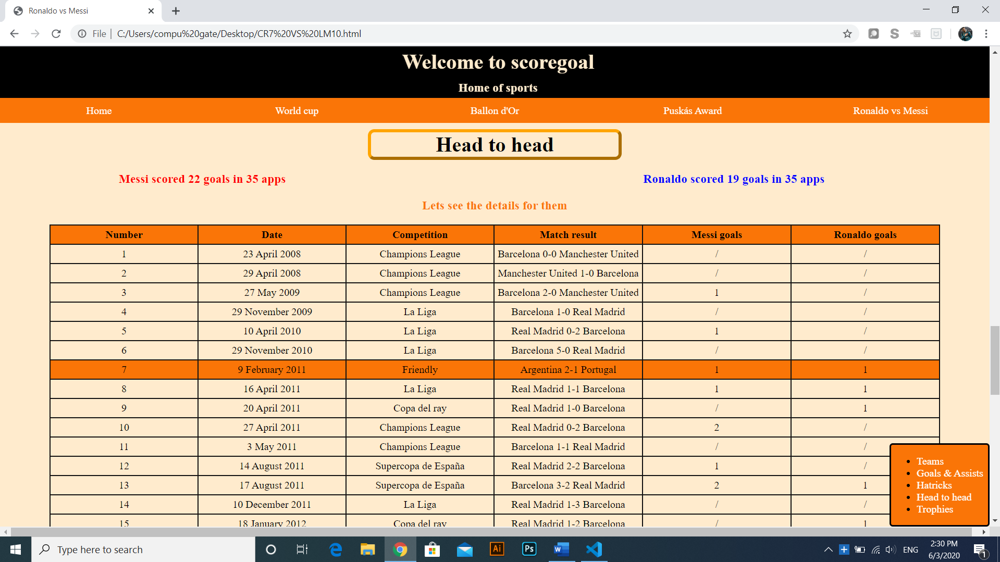 Ronaldo vs Messi
File | C:/Users/compu%20gate/Desktop/CR7%20VS%20LM10.html
Welcome to scoregoal
Home of sports
Home World cup Ballon d'Or Puskás Award Ronaldo vs Messi
Head to head
Messi scored 22 goals in 35 apps Ronaldo scored 19 goals in 35 apps
Lets see the details for them
Number Date Competition Match result Messi goals Ronaldo goals
1 23 April 2008 Champions League Barcelona 0-0 Manchester United / /
2 29 April 2008 Champions League Manchester United 1-0 Barcelona / /
3 27 May 2009 Champions League Barcelona 2-0 Manchester United 1 /
4 29 November 2009 La Liga Barcelona 1-0 Real Madrid / /
5 10 April 2010 La Liga Real Madrid 0-2 Barcelona 1 /
6 29 November 2010 La Liga Barcelona 5-0 Real Madrid / /
7 9 February 2011 Friendly Argentina 2-1 Portugal 1 1
8 16 April 2011 La Liga Real Madrid 1-1 Barcelona 1 1
9 20 April 2011 Copa del ray Real Madrid 1-0 Barcelona / 1
10 27 April 2011 Champions League Real Madrid 0-2 Barcelona 2 /
11 3 May 2011 Champions League Barcelona 1-1 Real Madrid / /
12 14 August 2011 Supercopa de España Real Madrid 2-2 Barcelona 1 /
13 17 August 2011 Supercopa de España Barcelona 3-2 Real Madrid 2 1
14 10 December 2011 La Liga Real Madrid 1-3 Barcelona / /
15 18 January 2012 Copa del ray Real Madrid 1-2 Barcelona / 1
Teams
Goals & Assists
Hatricks
Head to head
Trophies
Type here to search
Ai
Ps
W
ENG
2:30 PM
6/3/2020
1